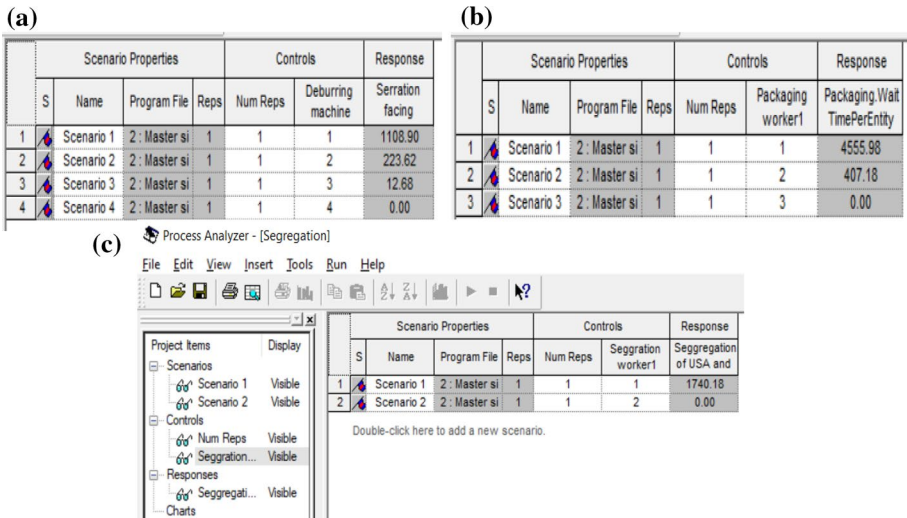 (a)
Scenario Properties Controls Response
S Name Program File Reps Num Reps Deburring machine Serration facing
1 Scenario 1 2 : Master si 1 1 1 1108.90
2 Scenario 2 2 : Master si 1 1 2 223.62
3 Scenario 3 2 : Master si 1 1 3 12.68
4 Scenario 4 2 : Master si 1 1 4 0.00
(b)
Scenario Properties Controls Response
S Name Program File Reps Num Reps Packaging worker1 Packaging.Wait TimePerEntity
1 Scenario 1 2 : Master si 1 1 1 4555.98
2 Scenario 2 2 : Master si 1 1 2 407.18
3 Scenario 3 2 : Master si 1 1 3 0.00
(c)
Process Analyzer - [Segregation]
File Edit View Insert Tools Run Help
Project Items Display
Scenarios
Scenario 1 Visible
Scenario 2 Visible
Controls
Num Reps Visible
Seggration... Visible
Responses
Seggregati... Visible
Charts
Scenario Properties Controls Response
S Name Program File Reps Num Reps Seggration worker1 Seggregation of USA and
1 Scenario 1 2 : Master si 1 1 1 1740.18
2 Scenario 2 2 : Master si 1 1 2 0.00
Double-click here to add a new scenario.